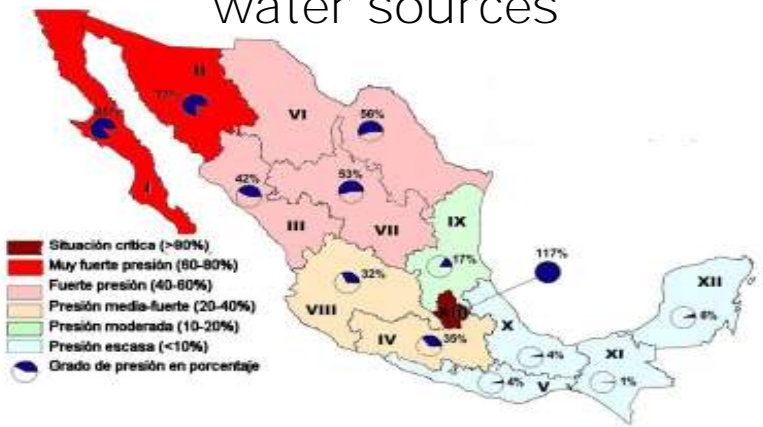 water sources
II
77%
VI
56%
I
42%
53%
III
VII
IX
17%
117%
32%
VIII
IV
35%
X
4%
4%
V
XI
1%
XII
6%
Situación crítica (>80%)
Muy fuerte presión (60-80%)
Fuerte presión (40-60%)
Presión media-fuerte (20-40%)
Presión moderada (10-20%)
Presión escasa (<10%)
Grado de presión en porcentaje